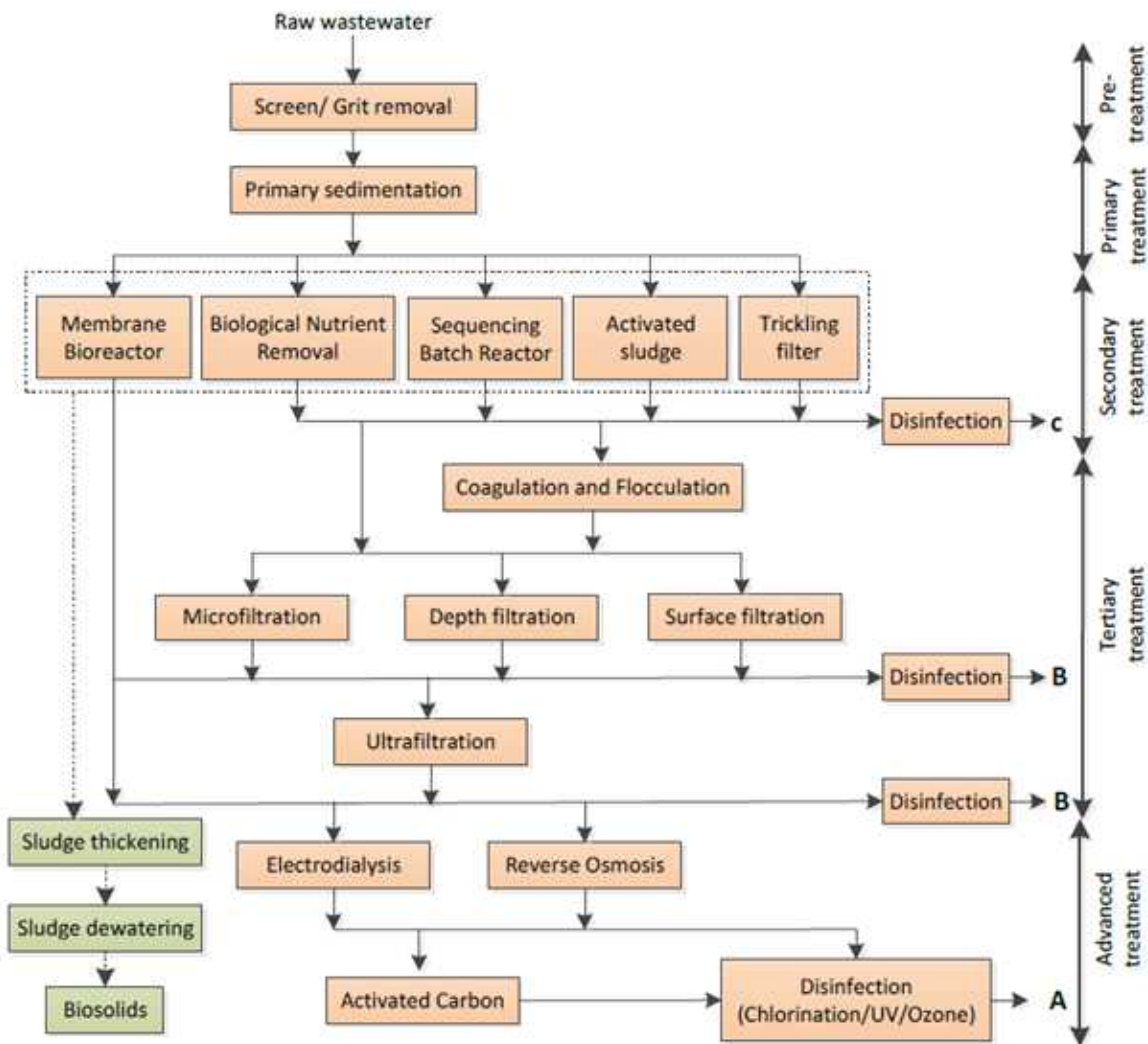 Raw wastewater
Screen/ Grit removal
Pre-
treatment
Primary sedimentation
Primary
treatment
Membrane
Bioreactor
Biological Nutrient
Removal
Sequencing
Batch Reactor
Activated
sludge
Trickling
filter
Secondary
treatment
Disinfection
c
Coagulation and Flocculation
Microfiltration
Depth filtration
Surface filtration
Tertiary
treatment
Disinfection
B
Ultrafiltration
Disinfection
B
Sludge thickening
Electrodialysis
Reverse Osmosis
Sludge dewatering
Advanced
treatment
Biosolids
Activated Carbon
Disinfection
(Chlorination/UV/Ozone)
A